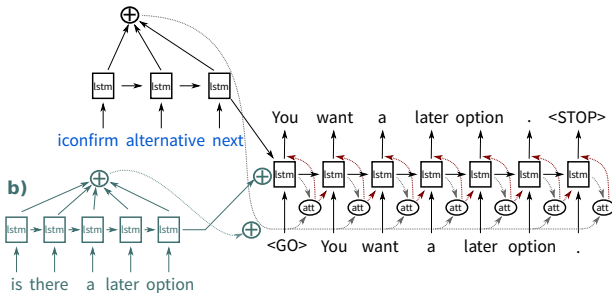 lstm lstm lstm
iconfirm alternative next
You want a later option . <STOP>
lstm lstm lstm lstm lstm lstm lstm
att att att att att att att
<GO> You want a later option .
b)
lstm lstm lstm lstm lstm
is there a later option